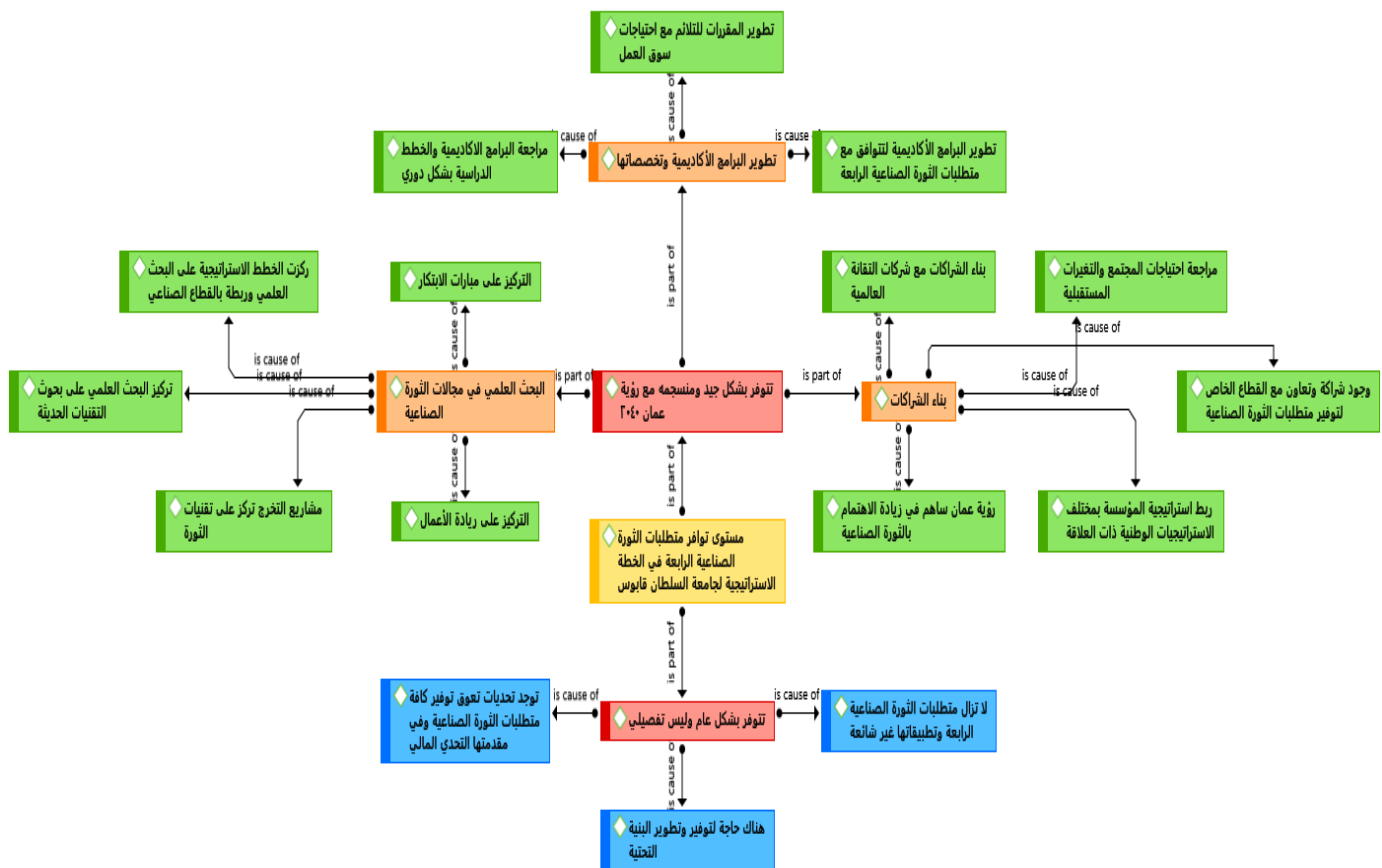 تطوير المقررات للتلائم مع احتياجات
سوق العمل
is cause of
is cause of
is cause of
مراجعة البرامج الاكاديمية والخطط
الدراسية بشكل دوري
تطوير البرامج الأكاديمية وتخصصاتها
تطوير البرامج الأكاديمية لتتوافق مع
متطلبات الثورة الصناعية الرابعة
is part of
ركزت الخطط الاستراتيجية على البحث
العلمي وربطة بالقطاع الصناعي
التركيز على مبارات الابتكار
بناء الشراكات مع شركات التقانة
العالمية
مراجعة احتياجات المجتمع والتغيرات
المستقبلية
is cause of
is cause of
is cause of
is cause of
is cause of
is cause of
تركيز البحث العلمي على بحوث
التقنيات الحديثة
البحث العلمي في مجالات الثورة
الصناعية
is part of
تتوفر بشكل جيد ومنسجمه مع رؤية
عمان ٢٠٤٠
is part of
بناء الشراكات
is cause of
is cause of
وجود شراكة وتعاون مع القطاع الخاص
لتوفير متطلبات الثورة الصناعية
is cause of
is part of
is cause of
مشاريع التخرج تركز على تقنيات
الثورة
التركيز على ريادة الأعمال
رؤية عمان ساهم في زيادة الاهتمام
بالثورة الصناعية
ربط استراتيجية المؤسسة بمختلف
الاستراتيجيات الوطنية ذات العلاقة
مستوى توافر متطلبات الثورة
الصناعية الرابعة في الخطة
الاستراتيجية لجامعة السلطان قابوس
is part of
توجد تحديات تعوق توفير كافة
متطلبات الثورة الصناعية وفي
مقدمتها التحدي المالي
is cause of
تتوفر بشكل عام وليس تفصيلي
is cause of
لا تزال متطلبات الثورة الصناعية
الرابعة وتطبيقاتها غير شائعة
is cause of
هناك حاجة لتوفير وتطوير البنية
التحتية